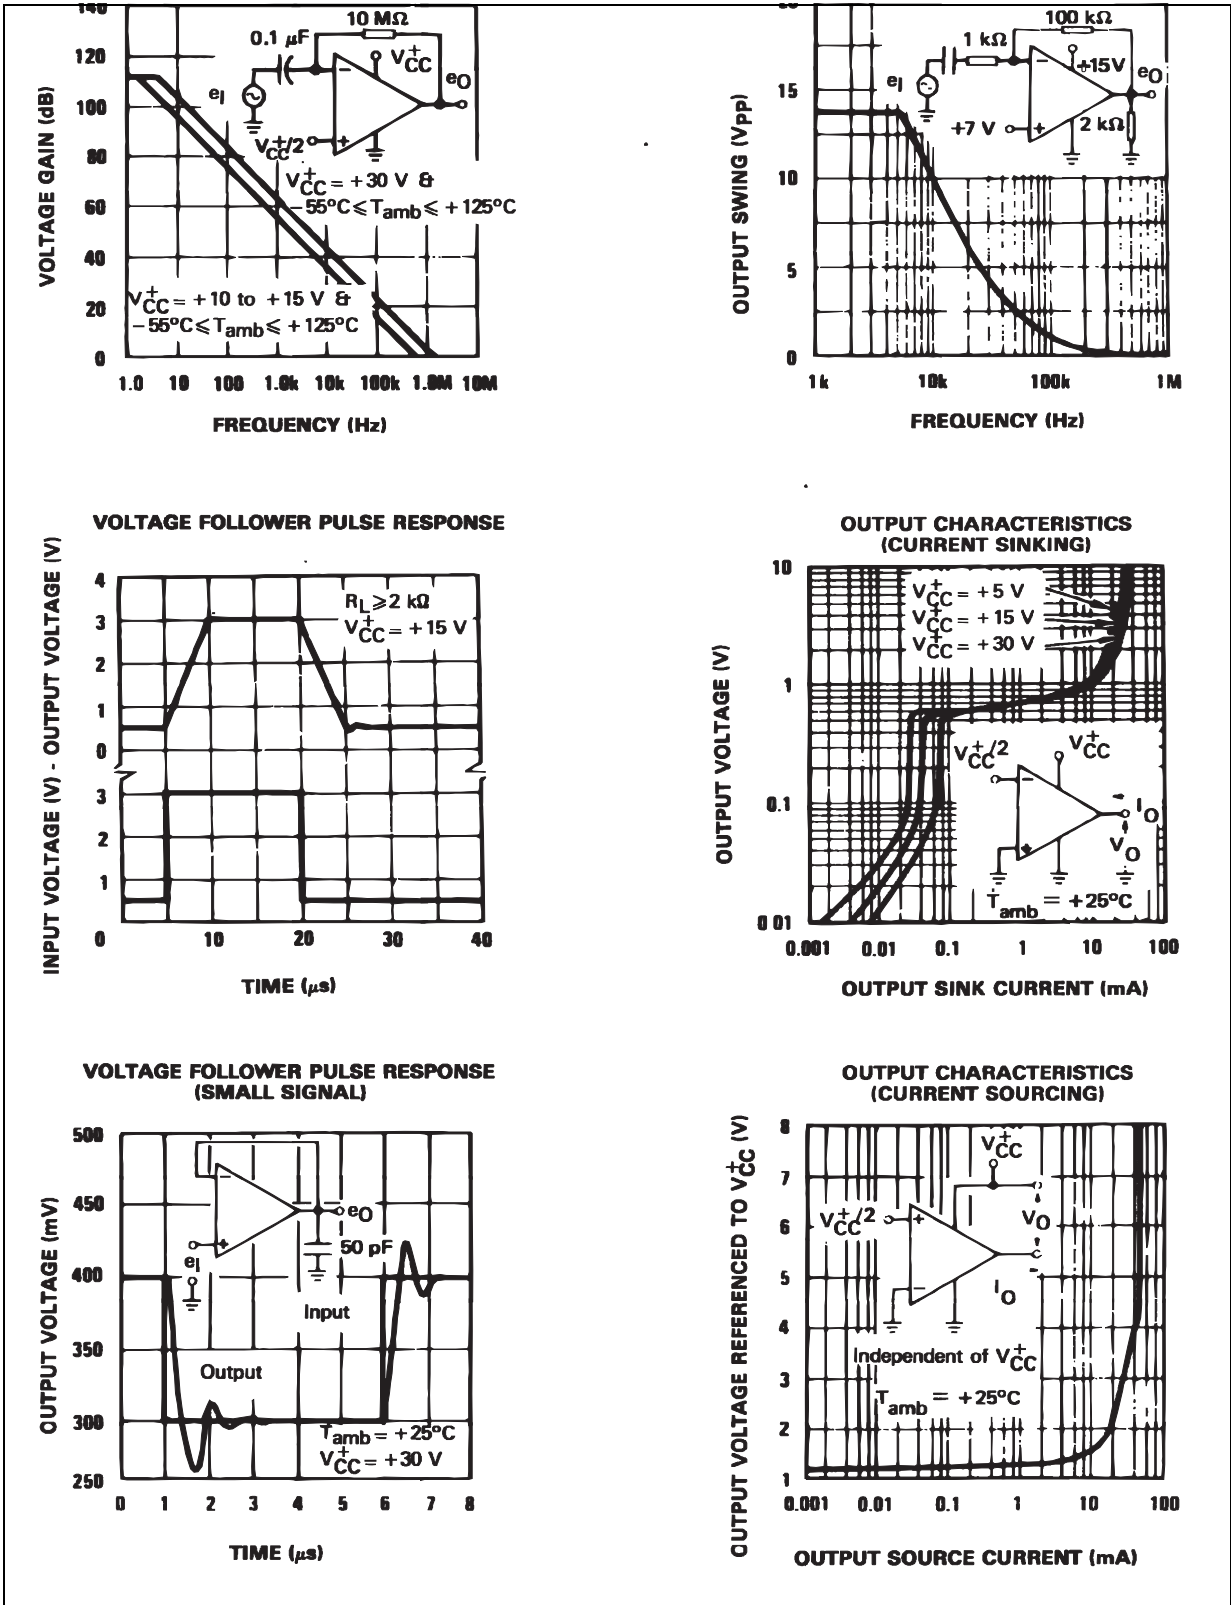 140
120
100
80
60
40
20
0
VOLTAGE GAIN (dB)
10 MΩ
0.1 µF
V+CC
eI
eO
V+CC/2
V+CC = +30 V &
-55°C ⩽ Tamb ⩽ +125°C
V+CC = +10 to +15 V &
-55°C ⩽ Tamb ⩽ +125°C
1.0 10 100 1.0k 10k 100k 1.0M 10M
FREQUENCY (Hz)
20
15
10
5
0
OUTPUT SWING (VPP)
100 kΩ
1 kΩ
+15V
eI
eO
+7 V
2 kΩ
1k 10k 100k 1M
FREQUENCY (Hz)
VOLTAGE FOLLOWER PULSE RESPONSE
INPUT VOLTAGE (V) - OUTPUT VOLTAGE (V)
4
3
2
1
0
3
2
1
RL ⩾ 2 kΩ
V+CC = +15 V
0 10 20 30 40
TIME (µs)
OUTPUT CHARACTERISTICS
(CURRENT SINKING)
OUTPUT VOLTAGE (V)
10
1
0.1
0 01
V+CC = +5 V
V+CC = +15 V
V+CC = +30 V
V+CC/2
V+CC
IO
VO
Tamb = +25°C
0.001 0.01 0.1 1 10 100
OUTPUT SINK CURRENT (mA)
VOLTAGE FOLLOWER PULSE RESPONSE
(SMALL SIGNAL)
OUTPUT VOLTAGE (mV)
500
450
400
350
300
250
eO
50 pF
eI
Input
Output
Tamb = +25°C
V+CC = +30 V
0 1 2 3 4 5 6 7 8
TIME (µs)
OUTPUT CHARACTERISTICS
(CURRENT SOURCING)
OUTPUT VOLTAGE REFERENCED TO V+CC (V)
8
7
6
5
4
3
2
1
V+CC
V+CC/2
VO
IO
Independent of V+CC
Tamb = +25°C
0.001 0.01 0.1 1 10 100
OUTPUT SOURCE CURRENT (mA)